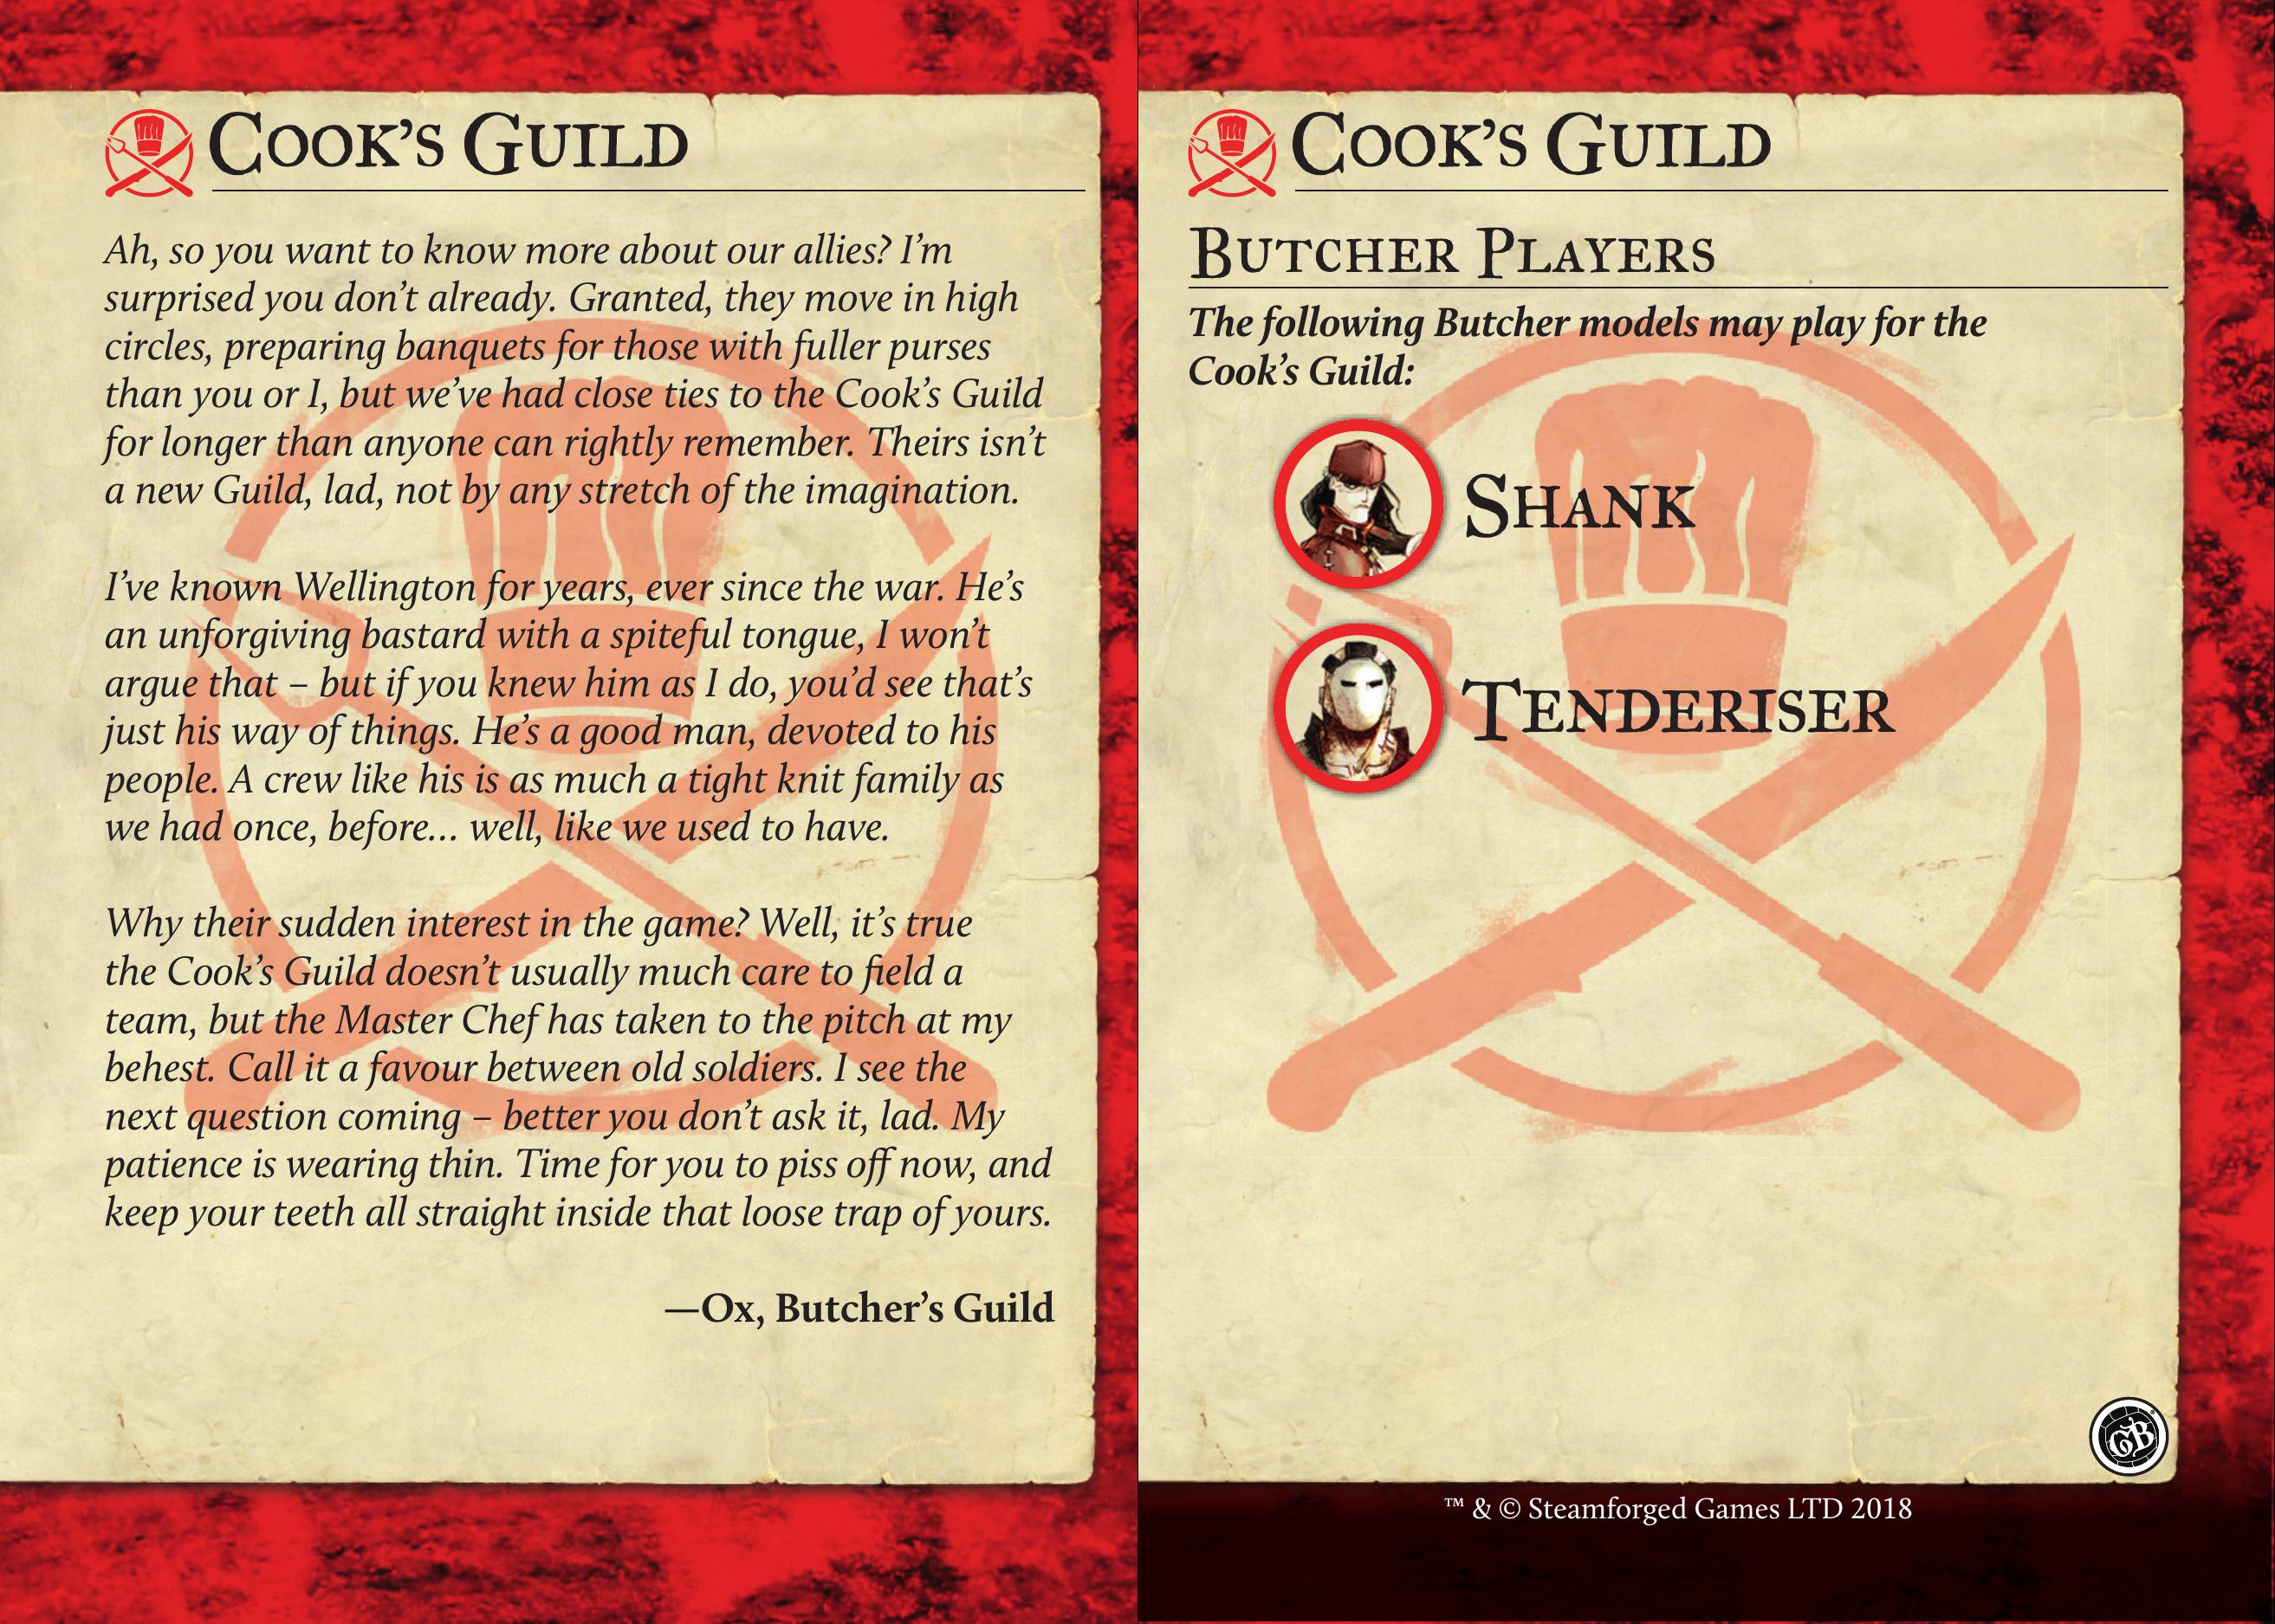 Cook's Guild
Ah, so you want to know more about our allies? I'm
surprised you don't already. Granted, they move in high
circles, preparing banquets for those with fuller purses
than you or I, but we've had close ties to the Cook's Guild
for longer than anyone can rightly remember. Theirs isn't
a new Guild, lad, not by any stretch of the imagination.
I've known Wellington for years, ever since the war. He's
an unforgiving bastard with a spiteful tongue, I won't
argue that – but if you knew him as I do, you'd see that's
just his way of things. He's a good man, devoted to his
people. A crew like his is as much a tight knit family as
we had once, before... well, like we used to have.
Why their sudden interest in the game? Well, it's true
the Cook's Guild doesn't usually much care to field a
team, but the Master Chef has taken to the pitch at my
behest. Call it a favour between old soldiers. I see the
next question coming – better you don't ask it, lad. My
patience is wearing thin. Time for you to piss off now, and
keep your teeth all straight inside that loose trap of yours.
—Ox, Butcher's Guild
Cook's Guild
Butcher Players
The following Butcher models may play for the
Cook's Guild:
Shank
Tenderiser
GB
™ & © Steamforged Games LTD 2018